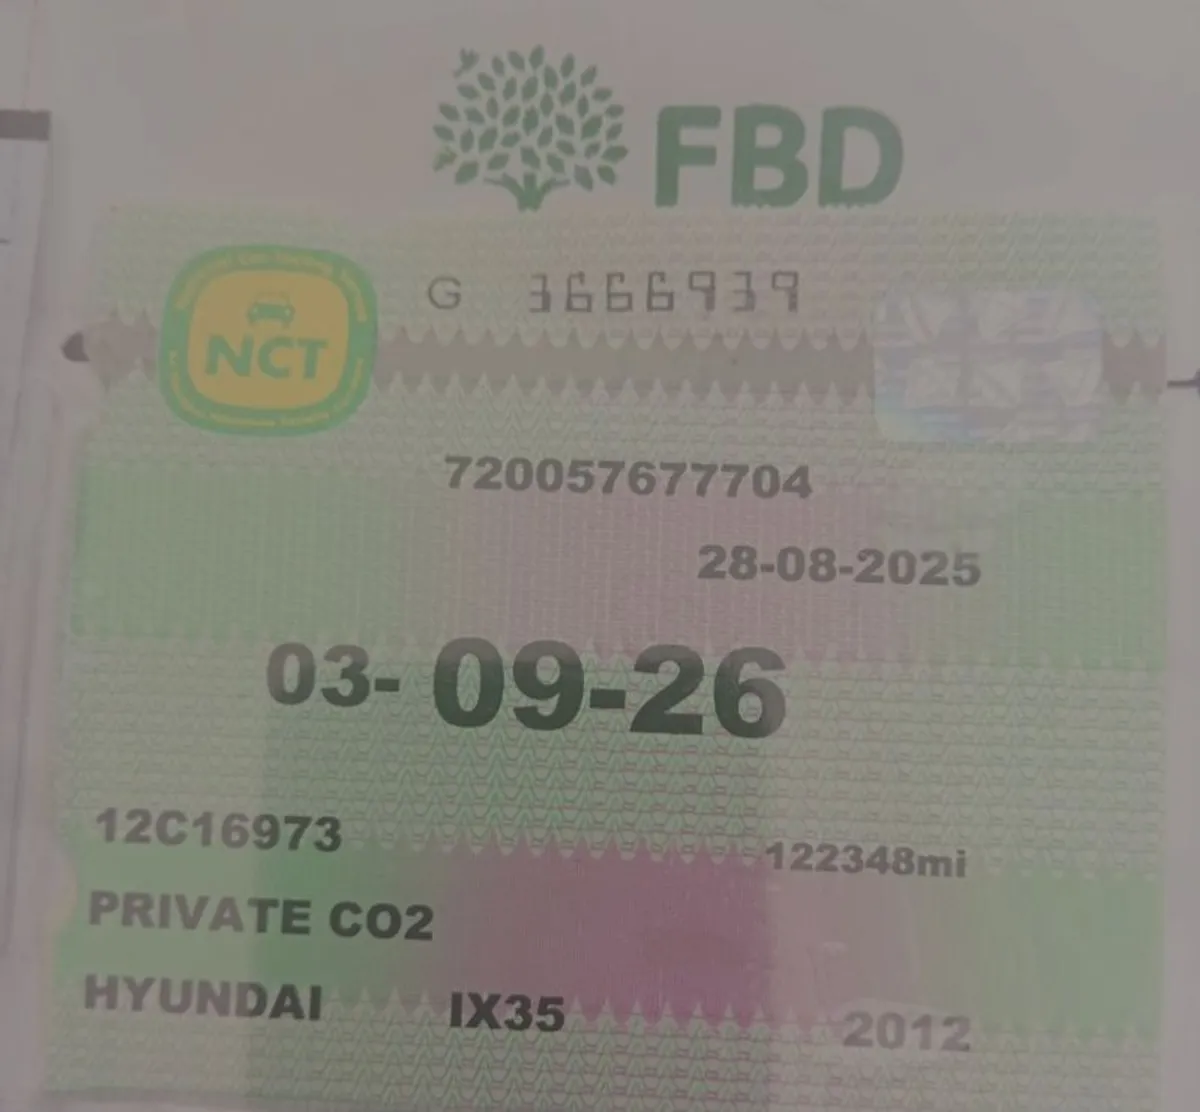 FBD
G 3666939
NCT
720057677704
28-08-2025
03-09-26
12C16973
122348mi
PRIVATE CO2
HYUNDAI IX35 2012